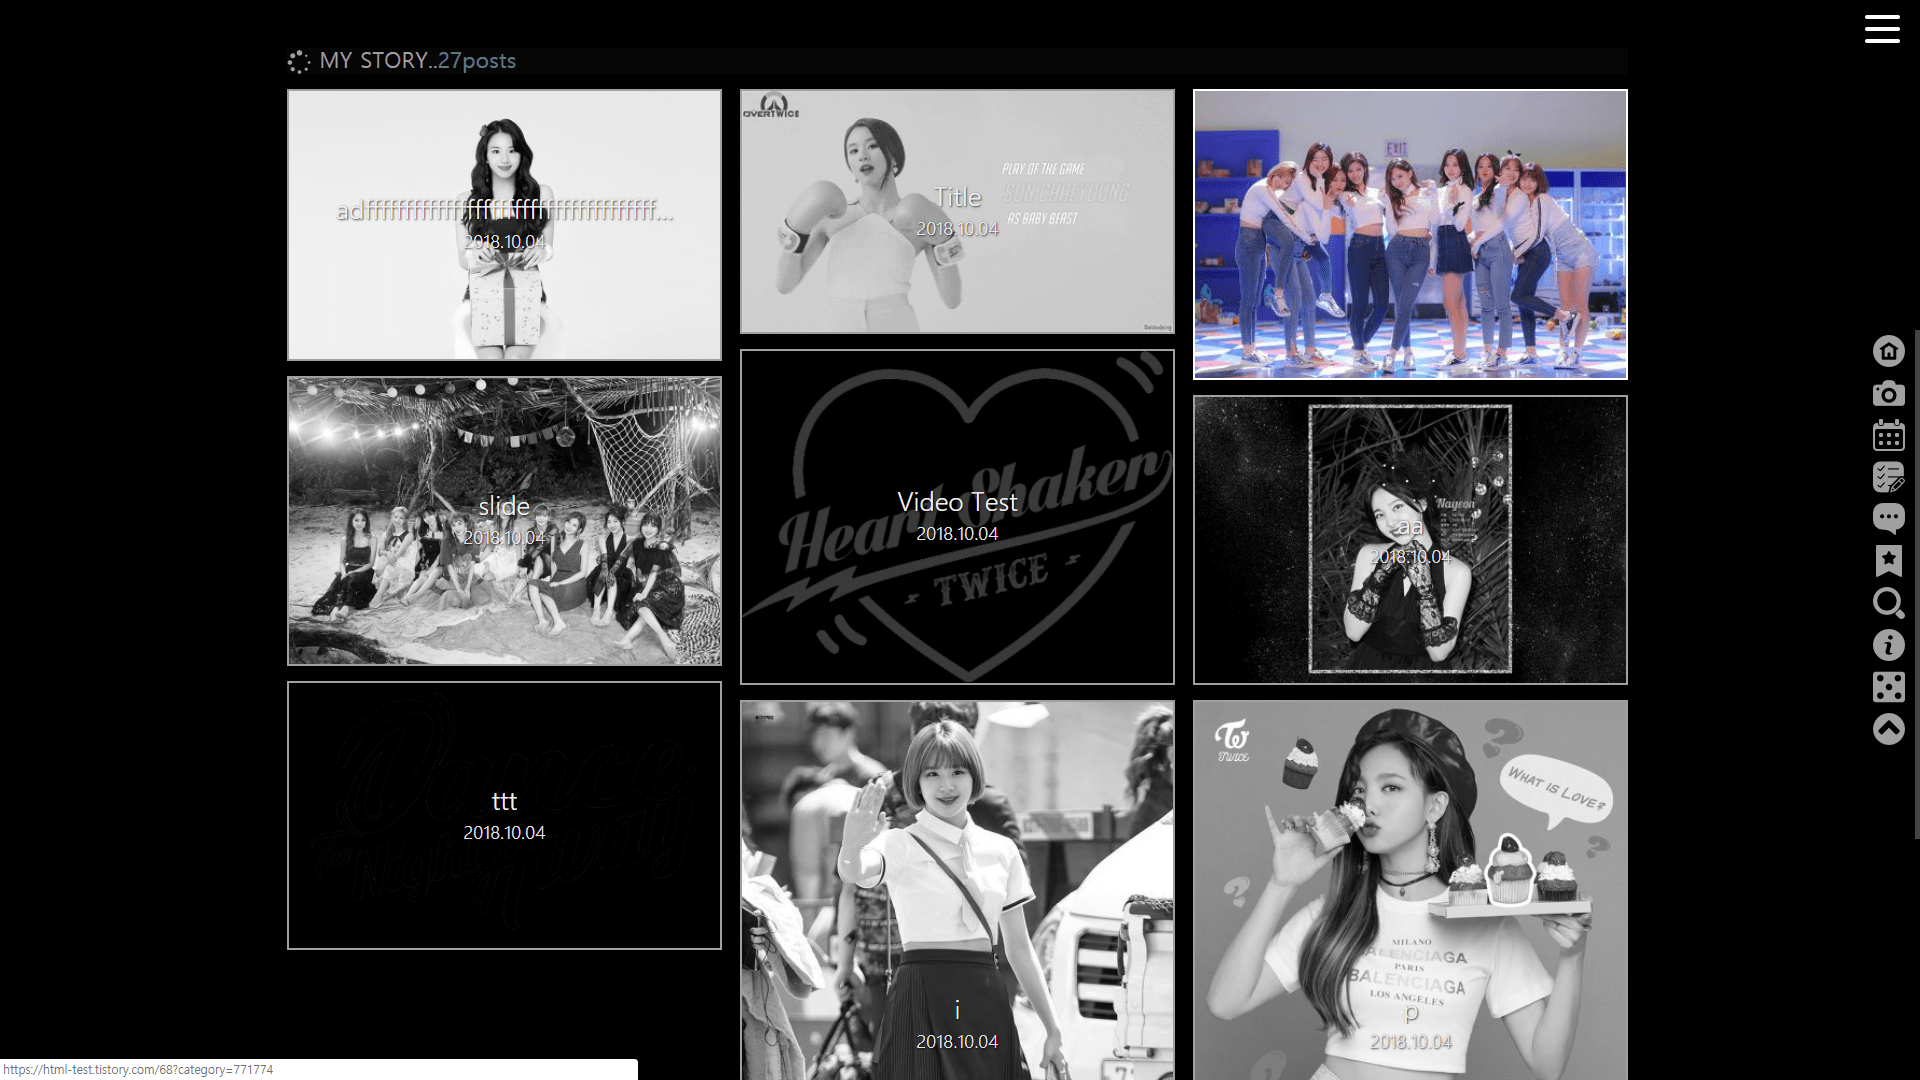 MY STORY..27posts
OVERTWICE
PLAY OF THE GAME
SON CHAEYOUNG
AS BABY BEAST
Title
2018.10.04
EXIT
2018.10.04
slide
2018.10.04
Heart Shaker
TWICE
Video Test
2018.10.04
Nayeon
aa
2018.10.04
Dance
The Night
Away
ttt
2018.10.04
i
2018.10.04
TWICE
WHAT IS LOVE?
MILANO
BALENCIAGA
PARIS
BALENCIAGA
LOS ANGELES
p
2018.10.04
https://html-test.tistory.com/68?category=771774